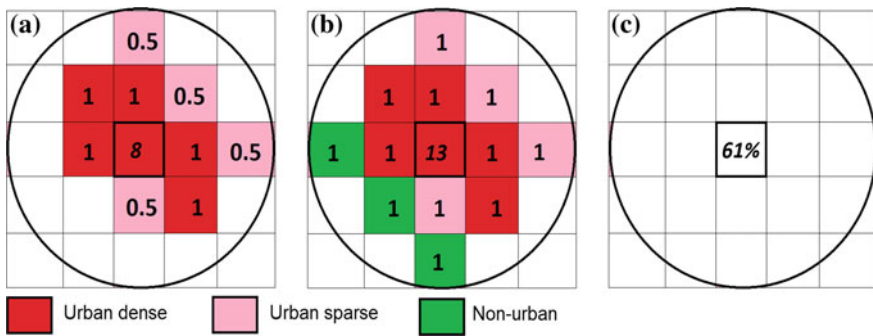 (a) (b) (c)
0.5 1
1 1 0.5 1 1 1
1 8 1 0.5 1 1 13 1 1 61%
0.5 1 1 1 1
1
Urban dense Urban sparse Non-urban